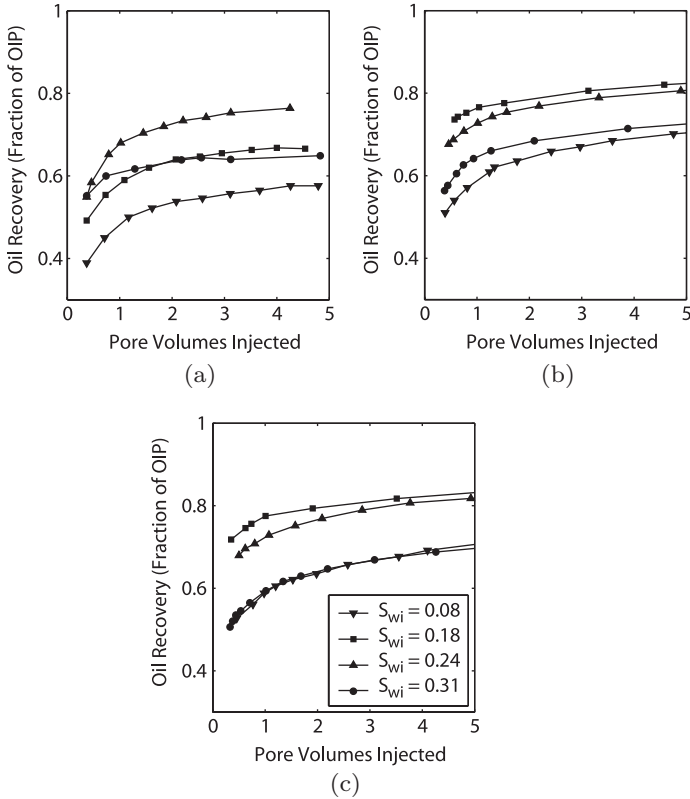 1
0.8
0.6
0.4
Oil Recovery (Fraction of OIP)
0 1 2 3 4 5
Pore Volumes Injected
(a)
1
0.8
0.6
0.4
Oil Recovery (Fraction of OIP)
0 1 2 3 4 5
Pore Volumes Injected
(b)
1
0.8
0.6
0.4
Oil Recovery (Fraction of OIP)
S_wi = 0.08
S_wi = 0.18
S_wi = 0.24
S_wi = 0.31
0 1 2 3 4 5
Pore Volumes Injected
(c)